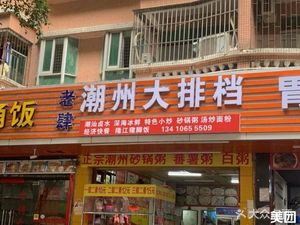 甬饭
老肆
潮州大排档
胃
潮汕卤水 深海冰鲜 特色小炒 砂锅粥 汤炒面粉
经济快餐 隆江猪脚饭 134 1065 5509
正宗潮州砂锅粥 番薯粥 白粥
大众点评
美团